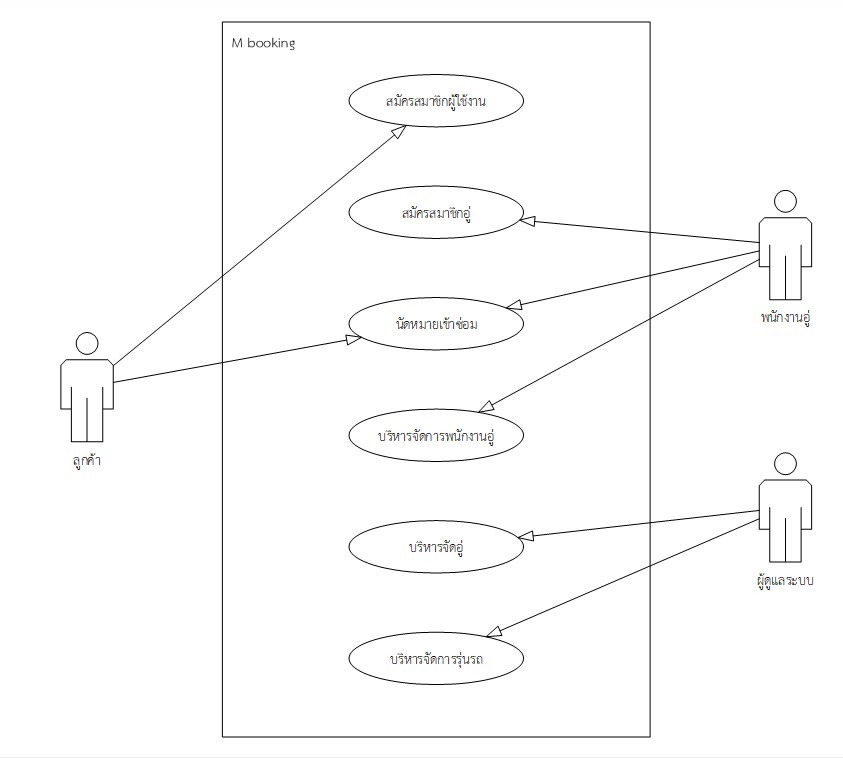 M booking
สมัครสมาชิกผู้ใช้งาน
สมัครสมาชิกอู่
พนักงานอู่
นัดหมายเข้าซ่อม
ลูกค้า
บริหารจัดการพนักงานอู่
บริหารจัดอู่
ผู้ดูแลระบบ
บริหารจัดการรุ่นรถ